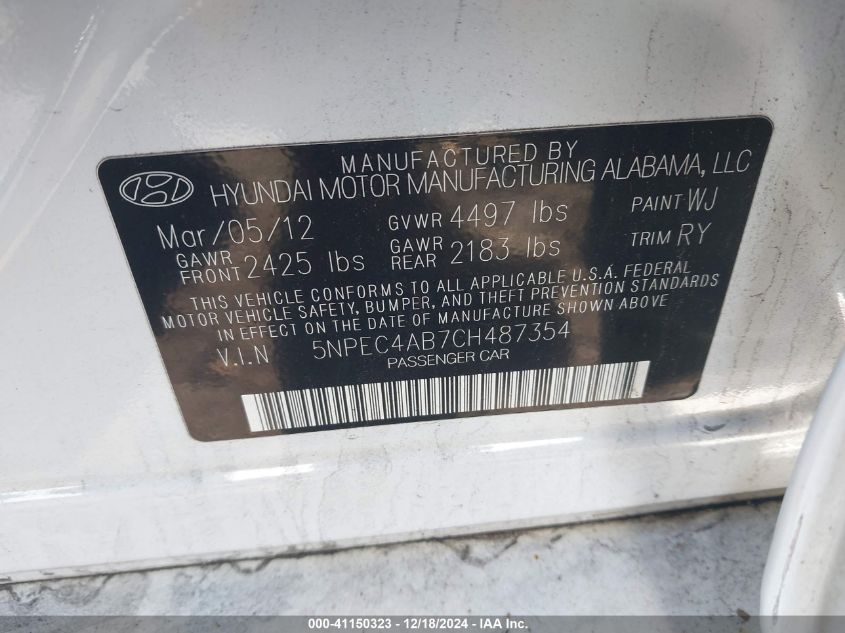 MANUFACTURED BY
HYUNDAI MOTOR MANUFACTURING ALABAMA, LLC
Mar/05/12 GVWR 4497 lbs PAINT WJ
GAWR FRONT 2425 lbs GAWR REAR 2183 lbs TRIM RY
THIS VEHICLE CONFORMS TO ALL APPLICABLE U.S.A. FEDERAL
MOTOR VEHICLE SAFETY, BUMPER, AND THEFT PREVENTION STANDARDS
IN EFFECT ON THE DATE OF MANUFACTURE SHOWN ABOVE
V.I.N 5NPEC4AB7CH487354
PASSENGER CAR
000-41150323 - 12/18/2024 - IAA Inc.